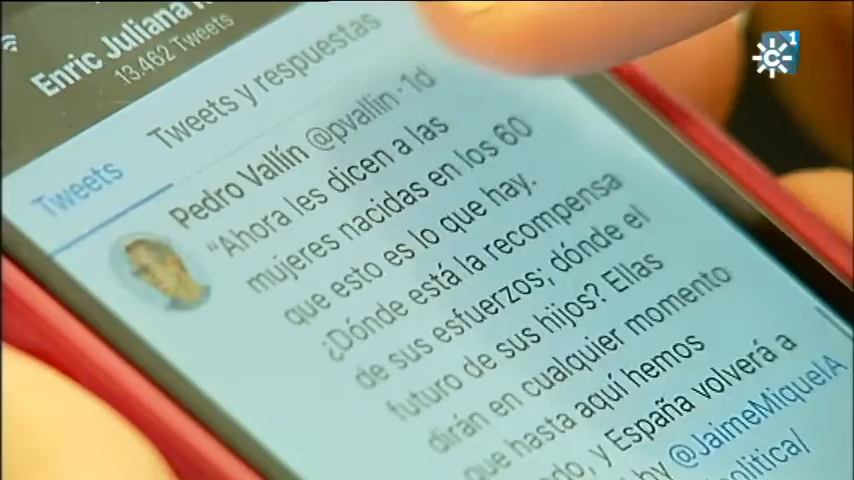 Enric Juliana
13.462 Tweets
Tweets
Tweets y respuestas
Pedro Vallín @pvallin · 1d
"Ahora les dicen a las
mujeres nacidas en los 60
que esto es lo que hay.
¿Dónde está la recompensa
de sus esfuerzos; dónde el
futuro de sus hijos? Ellas
dirán en cualquier momento
que hasta aquí hemos
y España volverá a
by @JaimeMiquelA
1